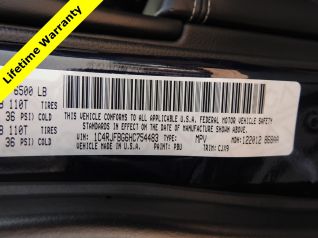 Lifetime Warranty
6500 LB
B 110T TIRES
36 PSI) COLD
B 110T TIRES
36 PSI) COLD
THIS VEHICLE CONFORMS TO ALL APPLICABLE U.S.A. FEDERAL MOTOR VEHICLE SAFETY
STANDARDS IN EFFECT ON THE DATE OF MANUFACTURE SHOWN ABOVE.
VIN: 1C4RJFBG6HC754483 TYPE: MPV MDH: 122012 869AA
VEHICLE MADE IN U.S.A. PAINT: PBU TRIM: CJX9